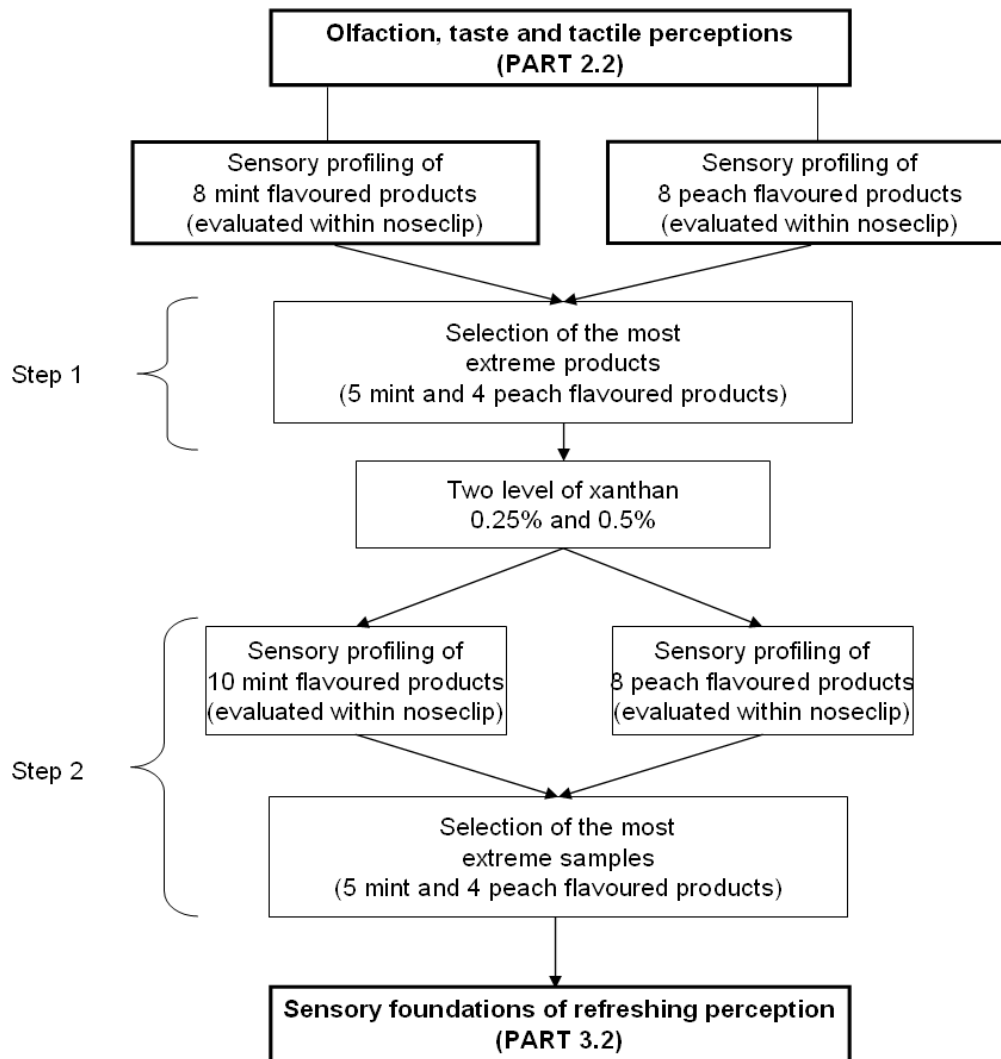 Olfaction, taste and tactile perceptions
(PART 2.2)
Sensory profiling of
8 mint flavoured products
(evaluated within noseclip)
Sensory profiling of
8 peach flavoured products
(evaluated within noseclip)
Step 1
Selection of the most
extreme products
(5 mint and 4 peach flavoured products)
Two level of xanthan
0.25% and 0.5%
Step 2
Sensory profiling of
10 mint flavoured products
(evaluated within noseclip)
Sensory profiling of
8 peach flavoured products
(evaluated within noseclip)
Selection of the most
extreme samples
(5 mint and 4 peach flavoured products)
Sensory foundations of refreshing perception
(PART 3.2)